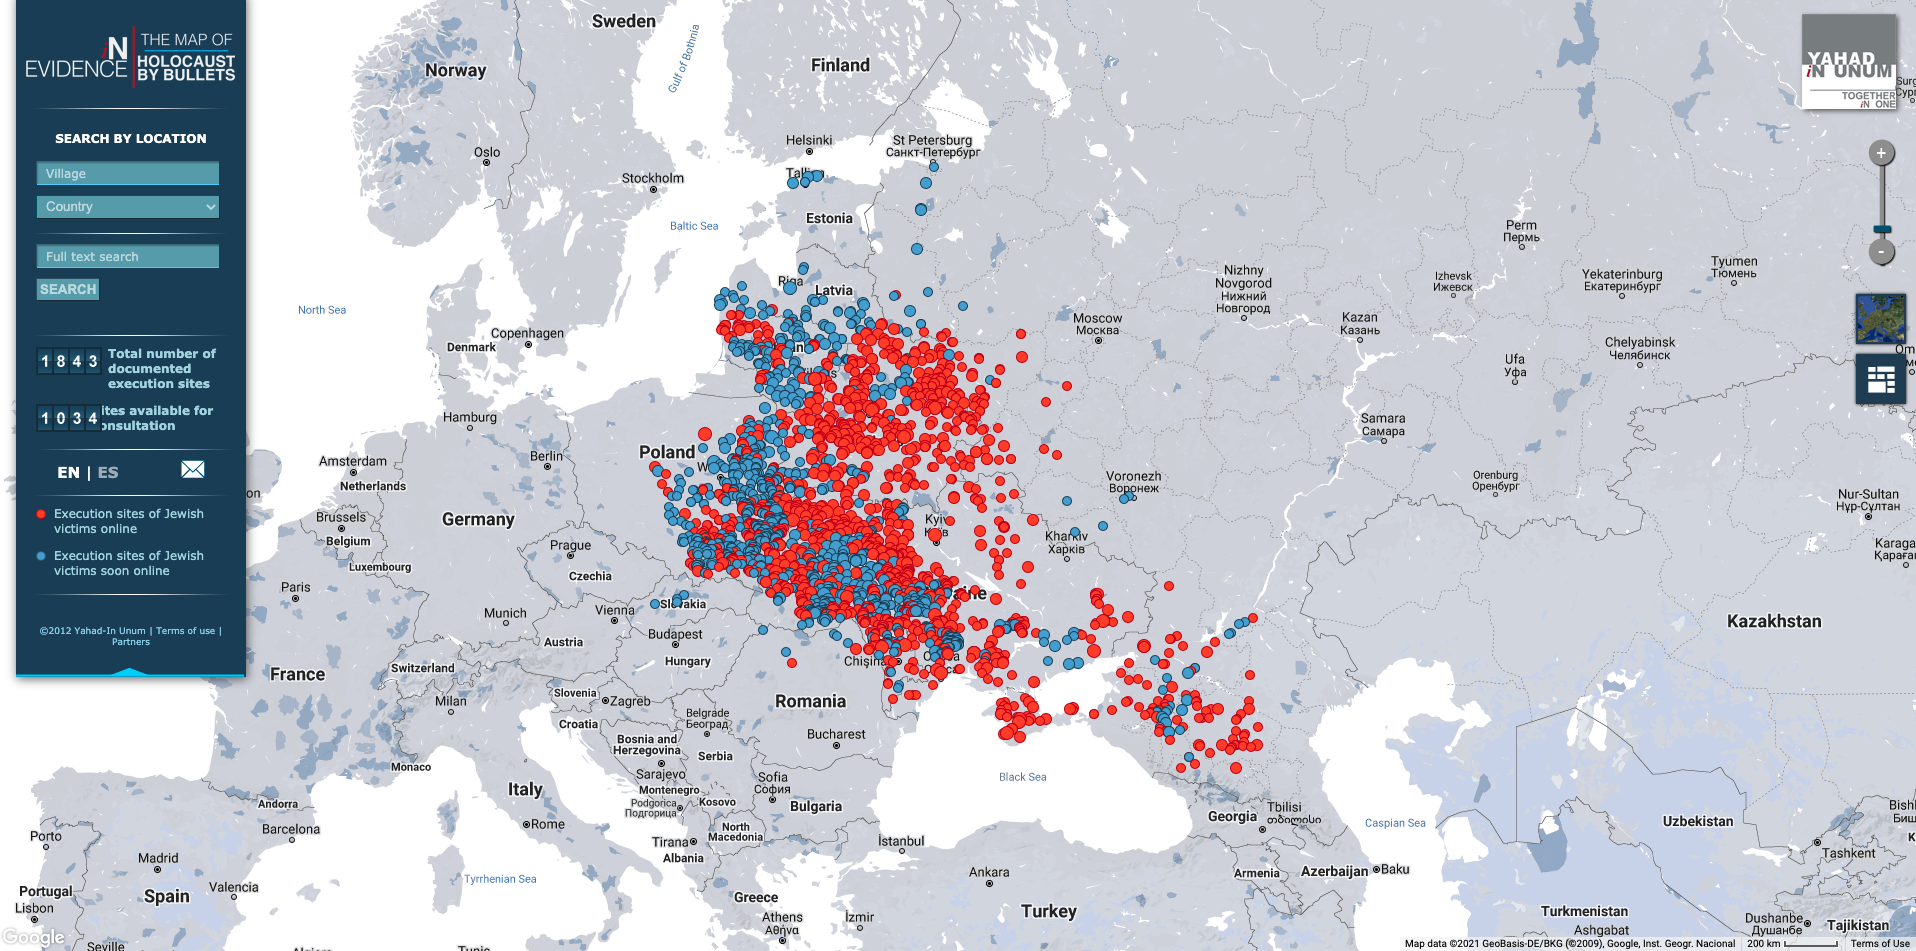 iN
EVIDENCE
THE MAP OF
HOLOCAUST
BY BULLETS
SEARCH BY LOCATION
Village
Country
Full text search
SEARCH
1 8 4 3
Total number of
documented
execution sites
1 0 3 4
ites available for
onsultation
EN | ES
Execution sites of Jewish
victims online
Execution sites of Jewish
victims soon online
©2012 Yahad-In Unum | Terms of use |
Partners
YAHAD
iN UNUM
TOGETHER
iN ONE
+
-
Sweden
Norway
Finland
Gulf of Bothnia
Helsinki
St Petersburg
Санкт-Петербург
Oslo
Stockholm
Estonia
Baltic Sea
Riga
Latvia
North Sea
Copenhagen
Denmark
Moscow
Москва
Nizhny
Novgorod
Нижний
Новгород
Kazan
Казань
Izhevsk
Ижевск
Perm
Пермь
Yekaterinburg
Екатеринбург
Tyumen
Тюмень
Chelyabinsk
Челябинск
Ufa
Уфа
Samara
Самара
Orenburg
Оренбург
Nur-Sultan
Нұр-Сұлтан
Karaga
Қараған
Hamburg
Poland
Berlin
Amsterdam
Netherlands
Voronezh
Воронеж
Brussels
Belgium
Germany
Kyiv
Kharkiv
Харків
Prague
Czechia
Luxembourg
Paris
Munich
Vienna
Slovakia
Austria
Budapest
Hungary
Kazakhstan
France
Switzerland
Milan
Slovenia
Zagreb
Croatia
Romania
Belgrade
Београд
Bucharest
Bosnia and
Herzegovina
Serbia
Monaco
Sarajevo
Montenegro
Podgorica
Подгорица
Kosovo
Sofia
София
Bulgaria
Black Sea
Italy
Rome
Andorra
Barcelona
North
Macedonia
Tirana
Albania
İstanbul
Georgia
Tbilisi
თბილისი
Caspian Sea
Uzbekistan
Porto
Madrid
Spain
Valencia
Portugal
Lisbon
Seville
Tyrrhenian Sea
Greece
Athens
Αθήνα
İzmir
Ankara
Turkey
Armenia
Azerbaijan
Baku
Tashkent
Turkmenistan
Ashgabat
Dushanbe
Душанбе
Tajikistan
Google
Map data ©2021 GeoBasis-DE/BKG (©2009), Google, Inst. Geogr. Nacional
200 km
Terms of Use